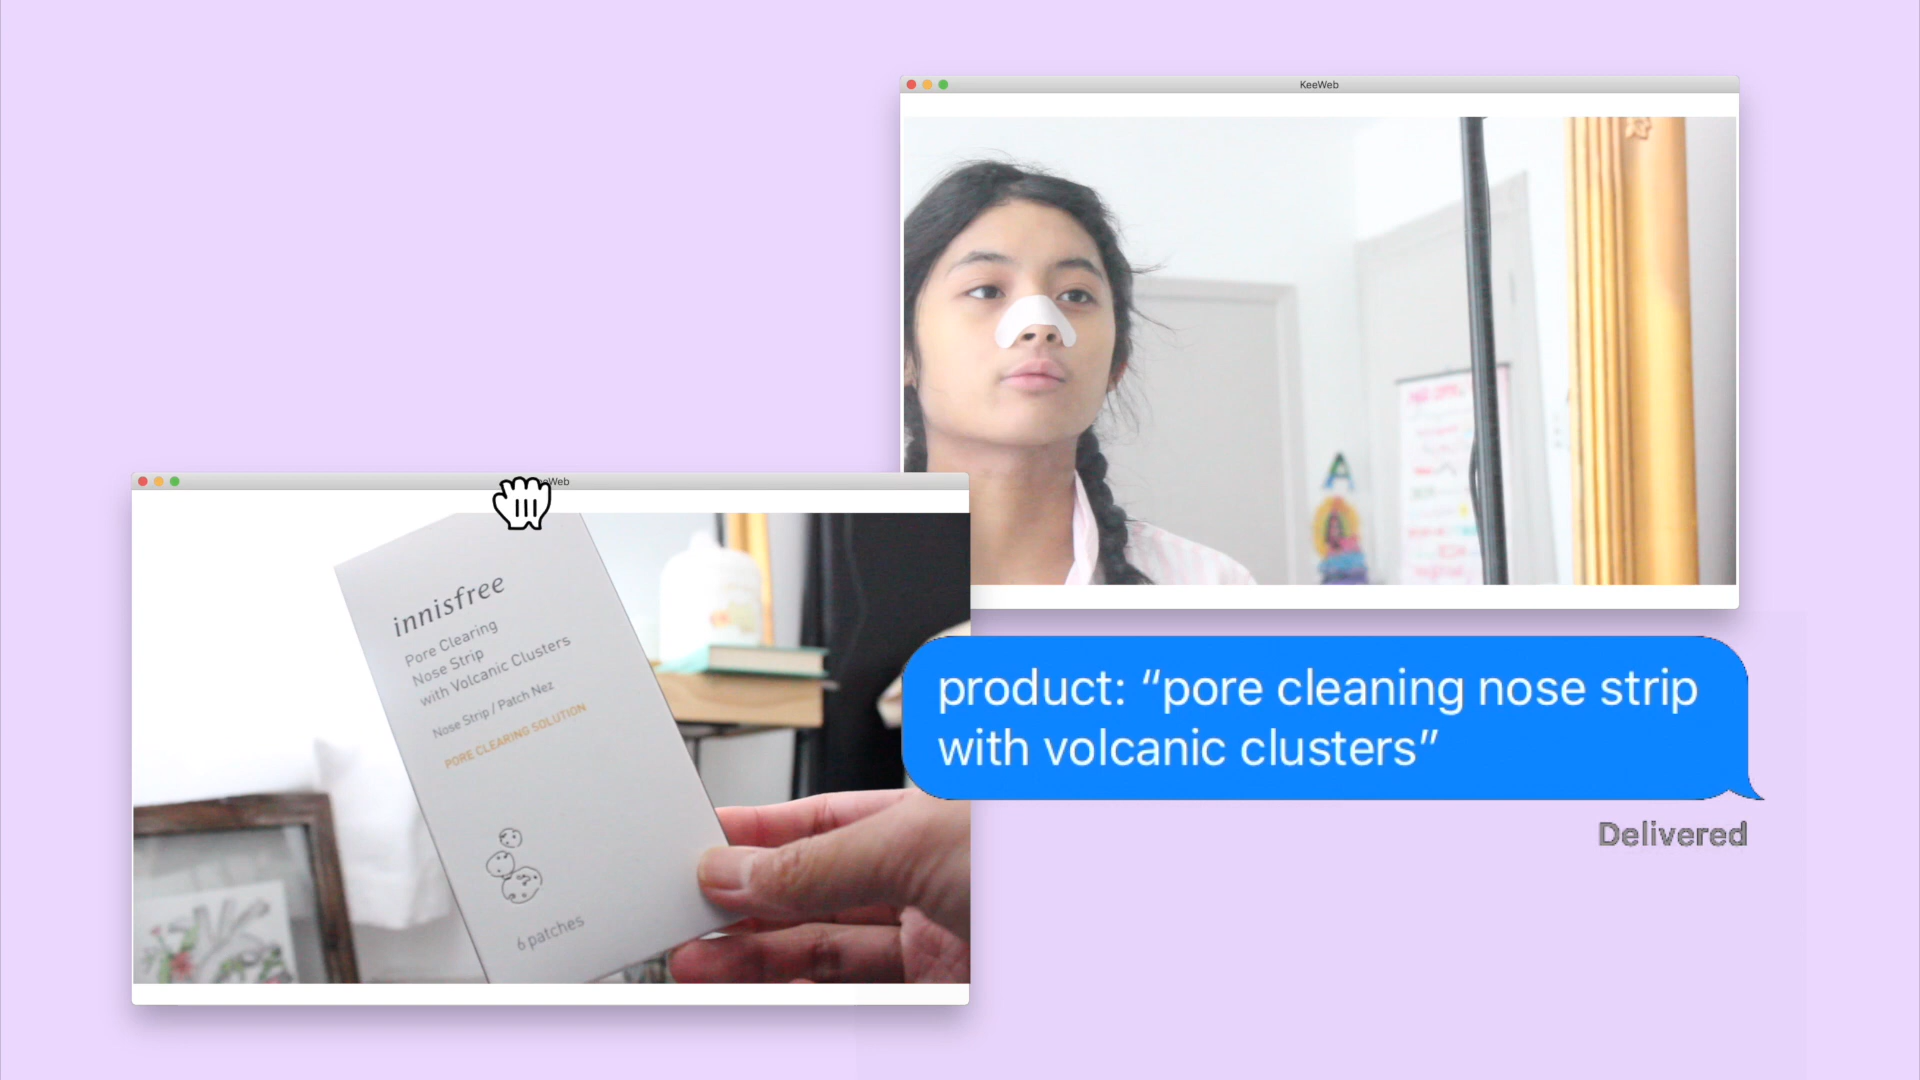 KeeWeb
innisfree
Pore Clearing
Nose Strip
with Volcanic Clusters
Nose Strip / Patch Nez
PORE CLEARING SOLUTION
6 patches
product: “pore cleaning nose strip
with volcanic clusters”
Delivered